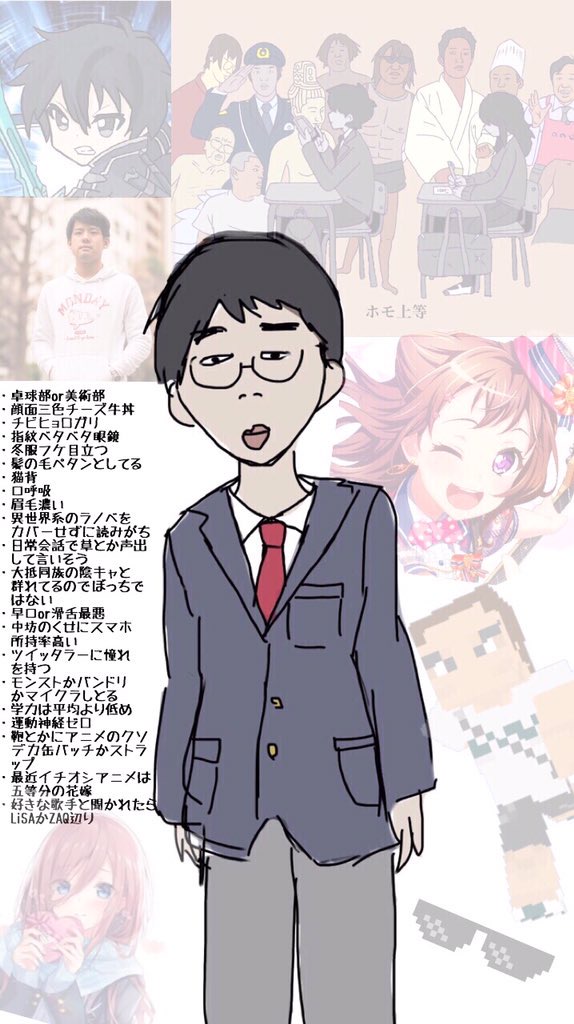 MONDAY
ホモ上等
・卓球部or美術部
・顔面三色チーズ牛丼
・チビヒョロガリ
・指紋ベタベタ眼鏡
・冬服フケ目立つ
・髪の毛ペタンとしてる
・猫背
・口呼吸
・眉毛濃い
・異世界系のラノベを
カバーせずに読みがち
・日常会話で草とか声出
して言いそう
・大抵同族の陰キャと
群れてるのでぼっちで
はない
・早口or滑舌最悪
・中坊のくせにスマホ
所持率高い
・ツイッタラーに憧れ
を持つ
・モンストかバンドリ
かマイクラしとる
・学力は平均より低め
・運動神経ゼロ
・鞄とかにアニメのクソ
デカ缶バッチかストラ
ップ
・最近イチオシアニメは
五等分の花嫁
・好きな歌手と聞かれたら
LiSAかZAQ辺り